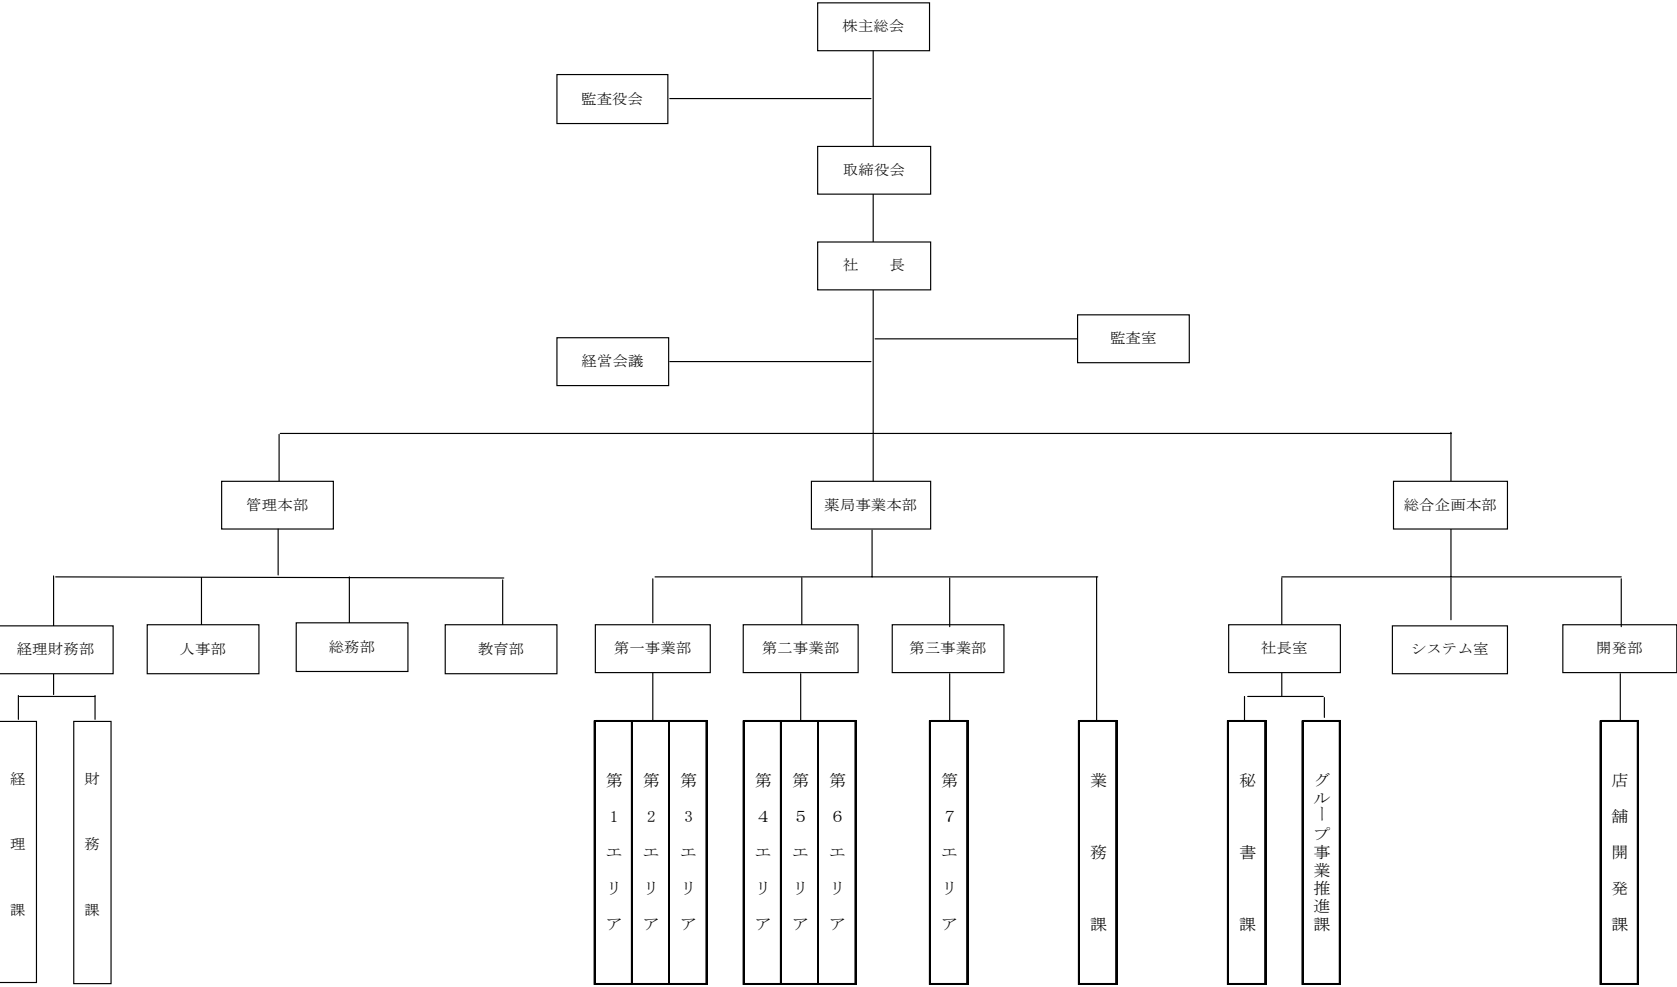 株主総会
監査役会
取締役会
社　長
監査室
経営会議
管理本部
薬局事業本部
総合企画本部
経理財務部
人事部
総務部
教育部
第一事業部
第二事業部
第三事業部
社長室
システム室
開発部
経理課
財務課
第1エリア
第2エリア
第3エリア
第4エリア
第5エリア
第6エリア
第7エリア
業務課
秘書課
グループ事業推進課
店舗開発課